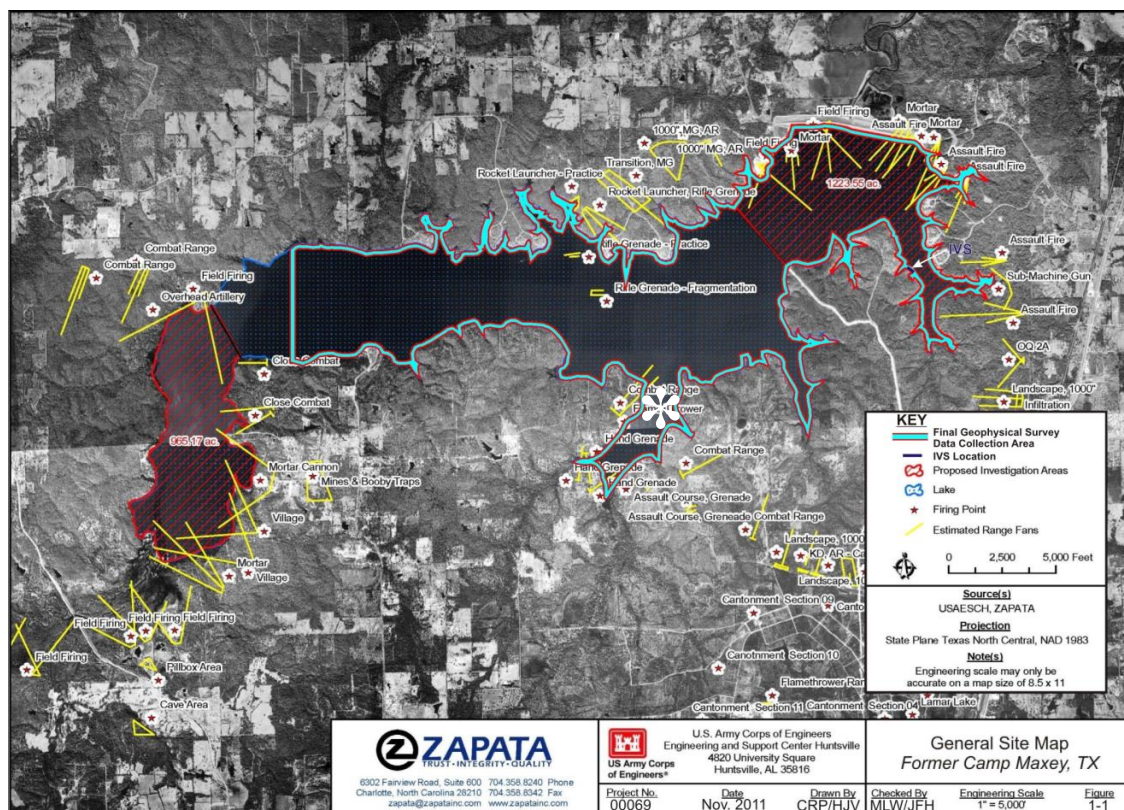 Field Firing
Mortar
Assault Fire
Mortar
1000" MG, AR
1000" MG, AR
Field Firing
Mortar
Assault Fire
Assault Fire
Transition, MG
Rocket Launcher - Practice
1223.55 ac.
Rocket Launcher, Rifle Grenade
Combat Range
Rifle Grenade - Practice
IVS
Assault Fire
Combat Range
Field Firing
Sub-Machine Gun
Rifle Grenade - Fragmentation
Overhead Artillery
Assault Fire
Close Combat
OQ 2A
Combat Range
Landscape, 1000"
Close Combat
Infiltration
965.17 ac.
Hand Grenade
Mortar Cannon
Hand Grenade
Combat Range
Mines & Booby Traps
Hand Grenade
Assault Course, Grenade
Village
Assault Course, Greneade
Combat Range
Landscape, 1000"
KD, AR - Ca
Mortar
Village
Landscape, 10
Cantonment Section 09
Canto
Field Firing
Field Firing
Field Firing
Field Firing
Pillbox Area
Canotnment Section 10
Flamethrower Ran
Cave Area
Cantonment Section 11
Cantonment Section 04
Lamar Lake
KEY
Final Geophysical Survey
Data Collection Area
IVS Location
Proposed Investigation Areas
Lake
Firing Point
Estimated Range Fans
0 2,500 5,000 Feet
Source(s)
USAESCH, ZAPATA
Projection
State Plane Texas North Central, NAD 1983
Note(s)
Engineering scale may only be
accurate on a map size of 8.5 x 11
ZAPATA
TRUST · INTEGRITY · QUALITY
6302 Fairview Road, Suite 600 704.358.8240 Phone
Charlotte, North Carolina 28210 704.358.8342 Fax
zapata@zapatainc.com www.zapatainc.com
US Army Corps
of Engineers®
U.S. Army Corps of Engineers
Engineering and Support Center Huntsville
4820 University Square
Huntsville, AL 35816
General Site Map
Former Camp Maxey, TX
Project No.
00069
Date
Nov. 2011
Drawn By
CRP/HJV
Checked By
MLW/JFH
Engineering Scale
1" = 5,000'
Figure
1-1